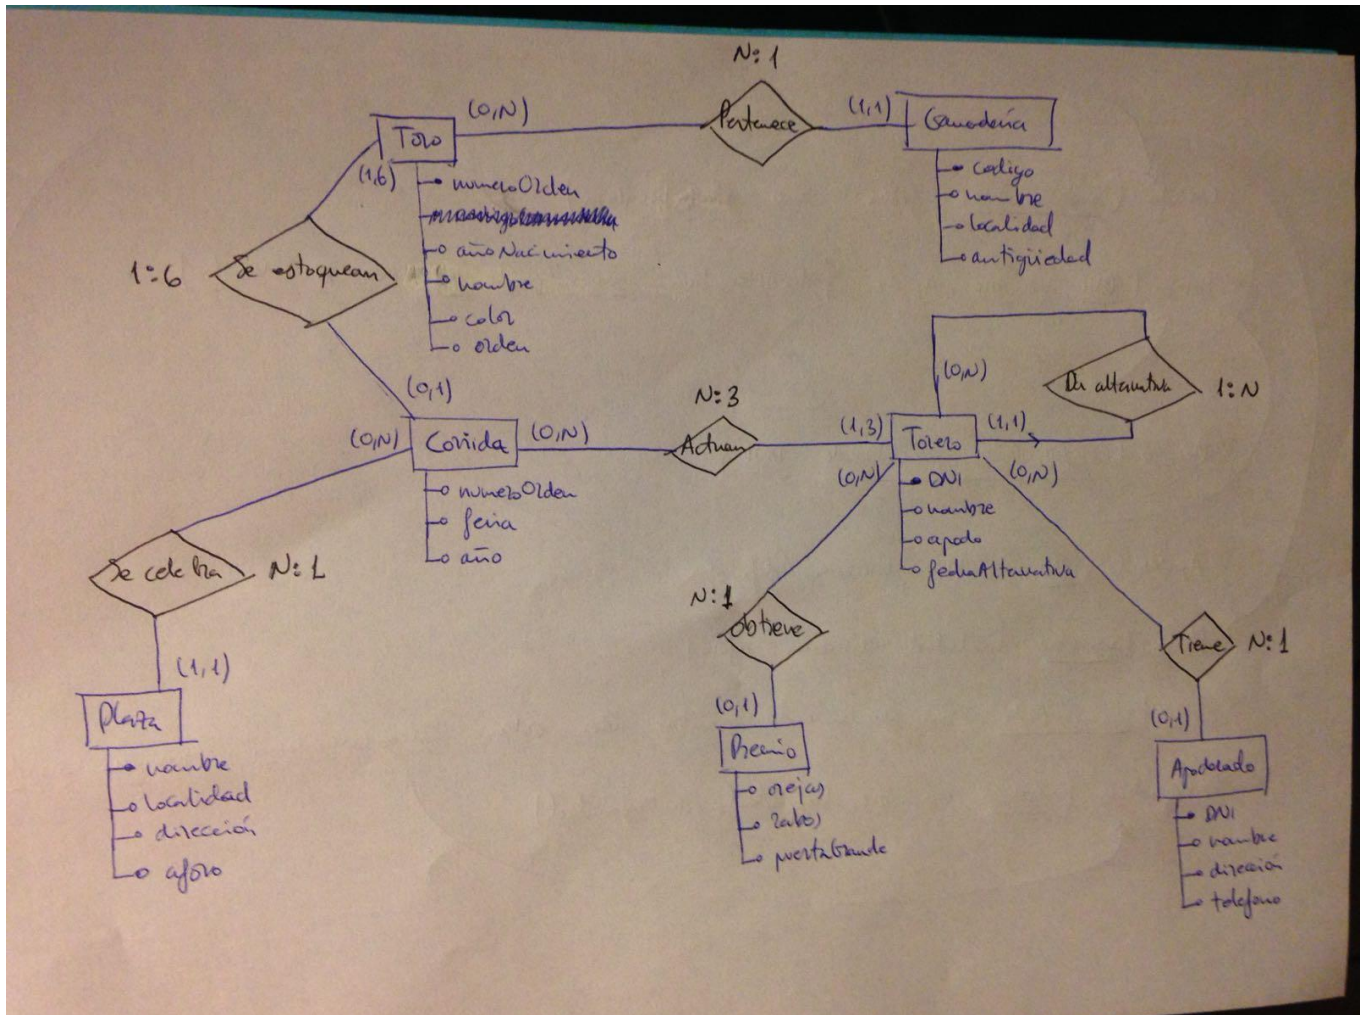 N:1
(0,N)
Pertenece
(1,1)
Ganadería
Toro
(1,6)
numeroOrden
añoNacimiento
nombre
color
orden
codigo
nombre
localidad
antigüedad
1:6
Se estoquean
(0,1)
(0,N)
Da alternativa
1:N
(0,N)
Corrida
(0,N)
N:3
Actuan
(1,3)
Torero
(1,1)
(0,N)
(0,N)
numeroOrden
feria
año
DNI
nombre
apodo
fechaAlternativa
Se celebra
N:1
N:1
Obtiene
Tiene
N:1
(1,1)
(0,1)
(0,1)
Plaza
nombre
localidad
dirección
aforo
Premio
orejas
rabos
puertaGrande
Apoderado
DNI
nombre
dirección
telefono